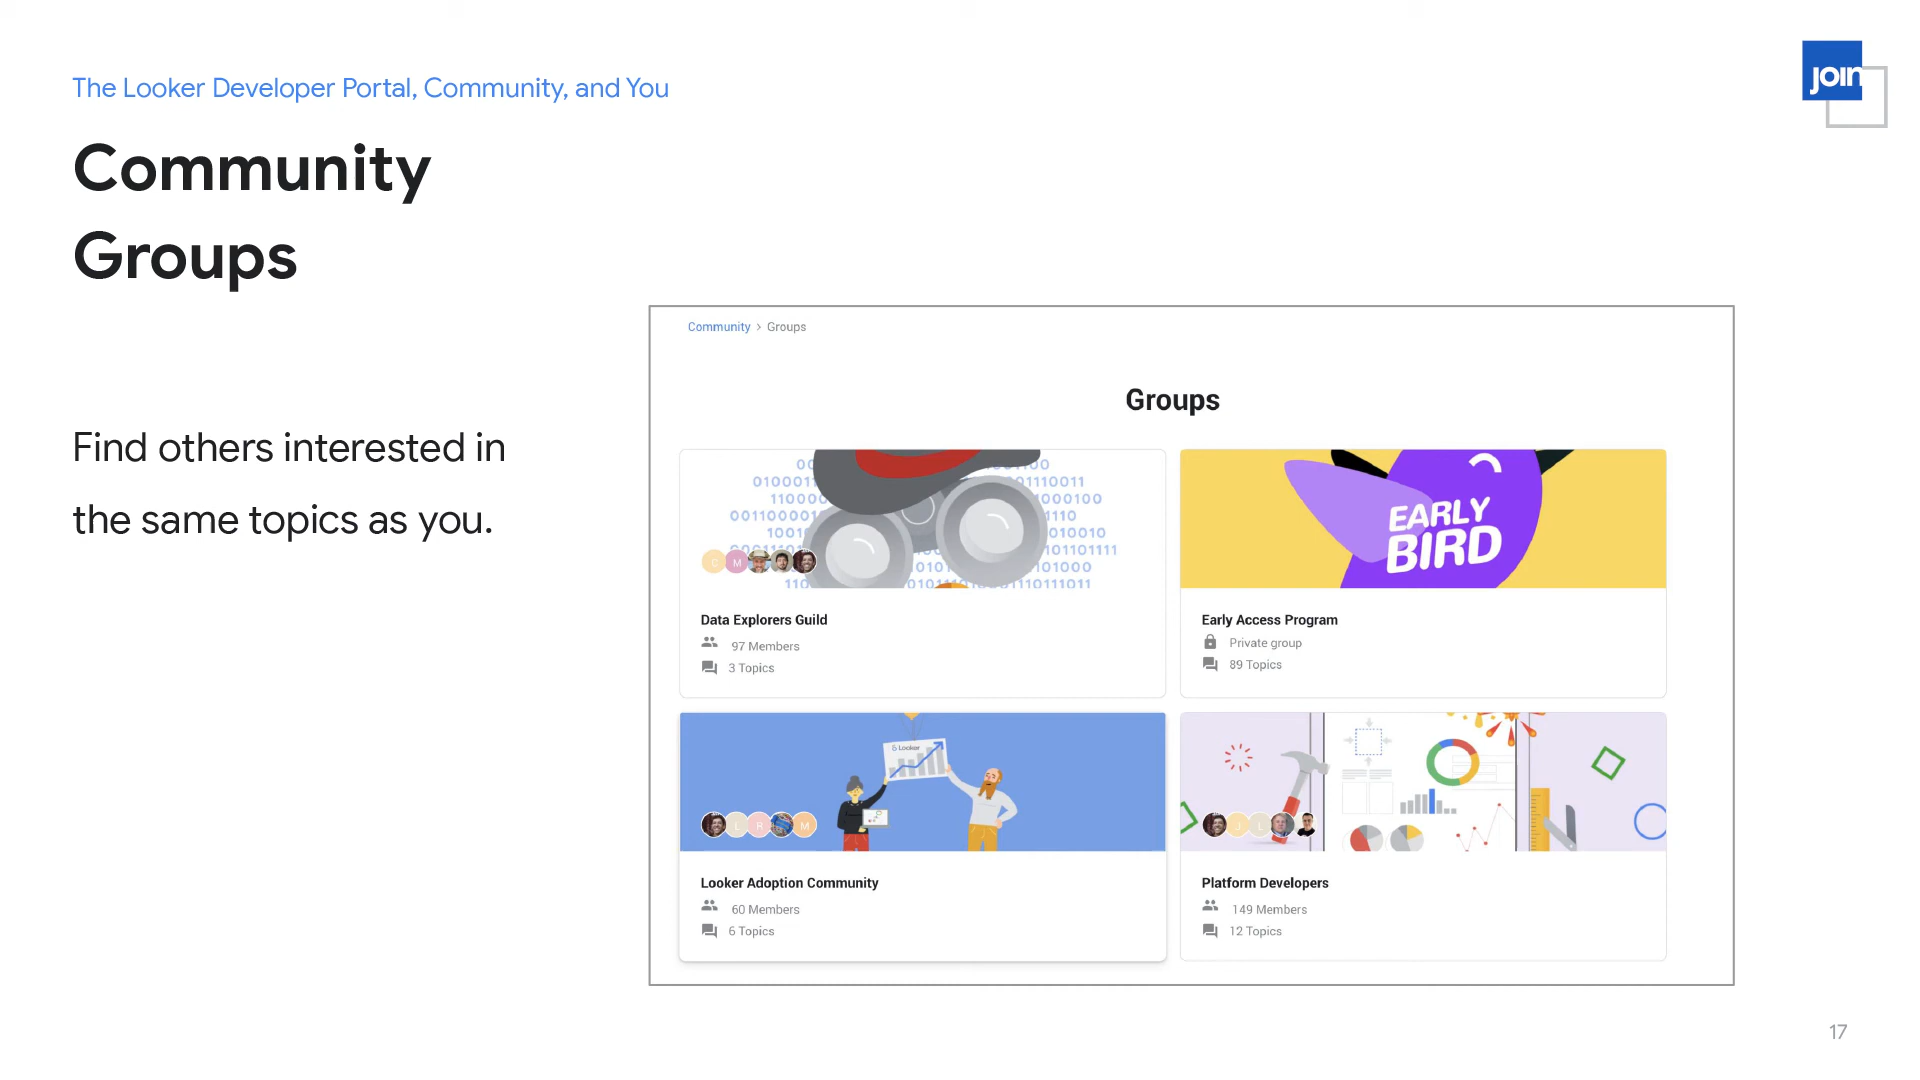 The Looker Developer Portal, Community, and You
join
Community
Groups
Find others interested in
the same topics as you.
Community > Groups
Groups
C M
EARLY
BIRD
Data Explorers Guild
97 Members
3 Topics
Early Access Program
Private group
89 Topics
Looker
L R M
J L
Looker Adoption Community
60 Members
6 Topics
Platform Developers
149 Members
12 Topics
17